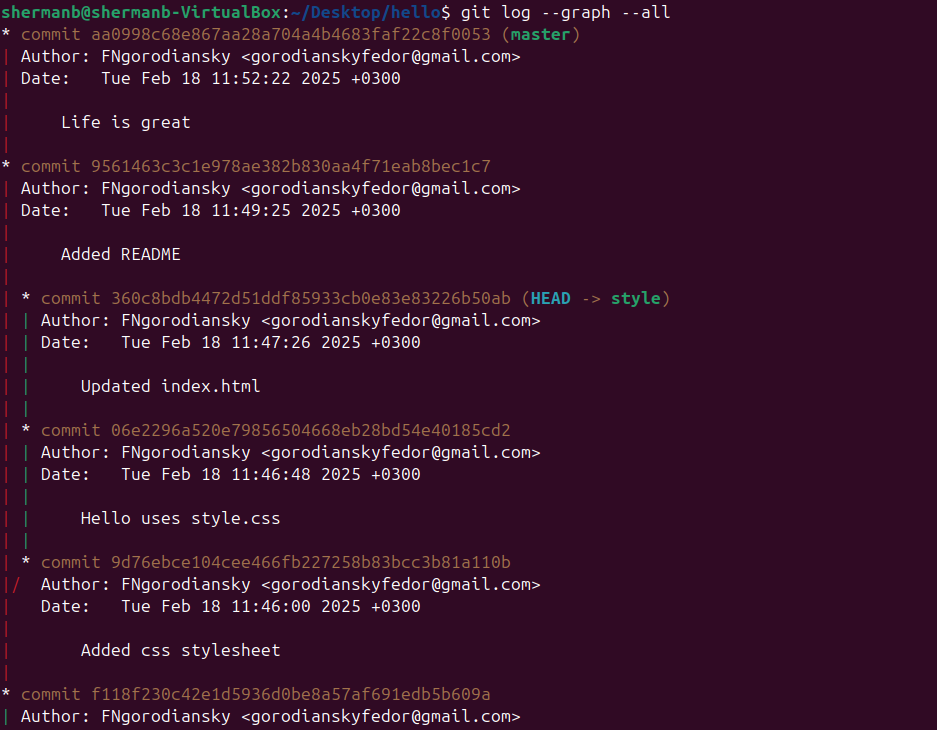 shermanb@shermanb-VirtualBox:~/Desktop/hello$ git log --graph --all
* commit aa0998c68e867aa28a704a4b4683faf22c8f0053 (master)
| Author: FNgorodiansky <gorodianskyfedor@gmail.com>
| Date:   Tue Feb 18 11:52:22 2025 +0300
|
|     Life is great
|
* commit 9561463c3c1e978ae382b830aa4f71eab8bec1c7
| Author: FNgorodiansky <gorodianskyfedor@gmail.com>
| Date:   Tue Feb 18 11:49:25 2025 +0300
|
|     Added README
|
| * commit 360c8bdb4472d51ddf85933cb0e83e83226b50ab (HEAD -> style)
| | Author: FNgorodiansky <gorodianskyfedor@gmail.com>
| | Date:   Tue Feb 18 11:47:26 2025 +0300
| |
| |     Updated index.html
| |
| * commit 06e2296a520e79856504668eb28bd54e40185cd2
| | Author: FNgorodiansky <gorodianskyfedor@gmail.com>
| | Date:   Tue Feb 18 11:46:48 2025 +0300
| |
| |     Hello uses style.css
| |
| * commit 9d76ebce104cee466fb227258b83bcc3b81a110b
|/  Author: FNgorodiansky <gorodianskyfedor@gmail.com>
|   Date:   Tue Feb 18 11:46:00 2025 +0300
|
|       Added css stylesheet
|
* commit f118f230c42e1d5936d0be8a57af691edb5b609a
| Author: FNgorodiansky <gorodianskyfedor@gmail.com>